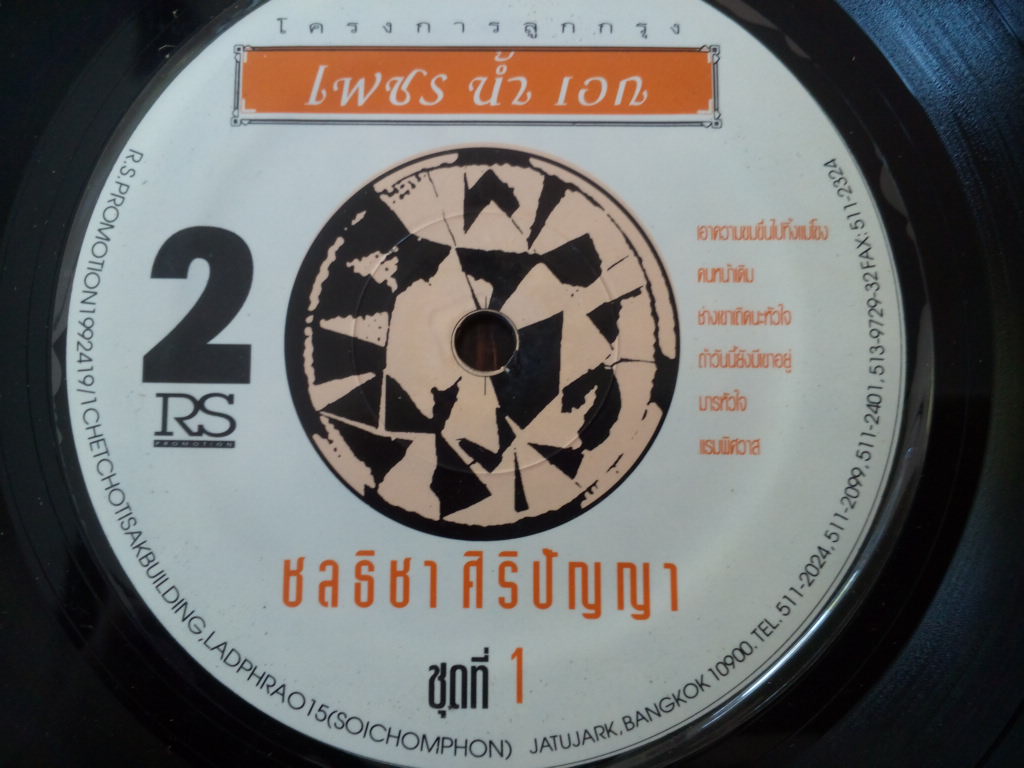 โครงการลูกกรุง
เพชร น้ำ เอก
2
RS
PROMOTION
เอาความขมขื่นไปทิ้งแม่โขง
คนหน้าเดิม
ช่างเขาเถิดนะหัวใจ
ถ้าวันนี้ยังมีเขาอยู่
มารหัวใจ
แรมพิศวาส
ชลธิชา ศิริปัญญา
ชุดที่ 1
R.S.PROMOTION1992419/1CHETCHOTISAKBUILDING,LADPHRAO15(SOICHOMPHON) JATUJARK,BANGKOK10900.TEL.511-2024,511-2099,511-2401,513-9729-32FAX:511-2324